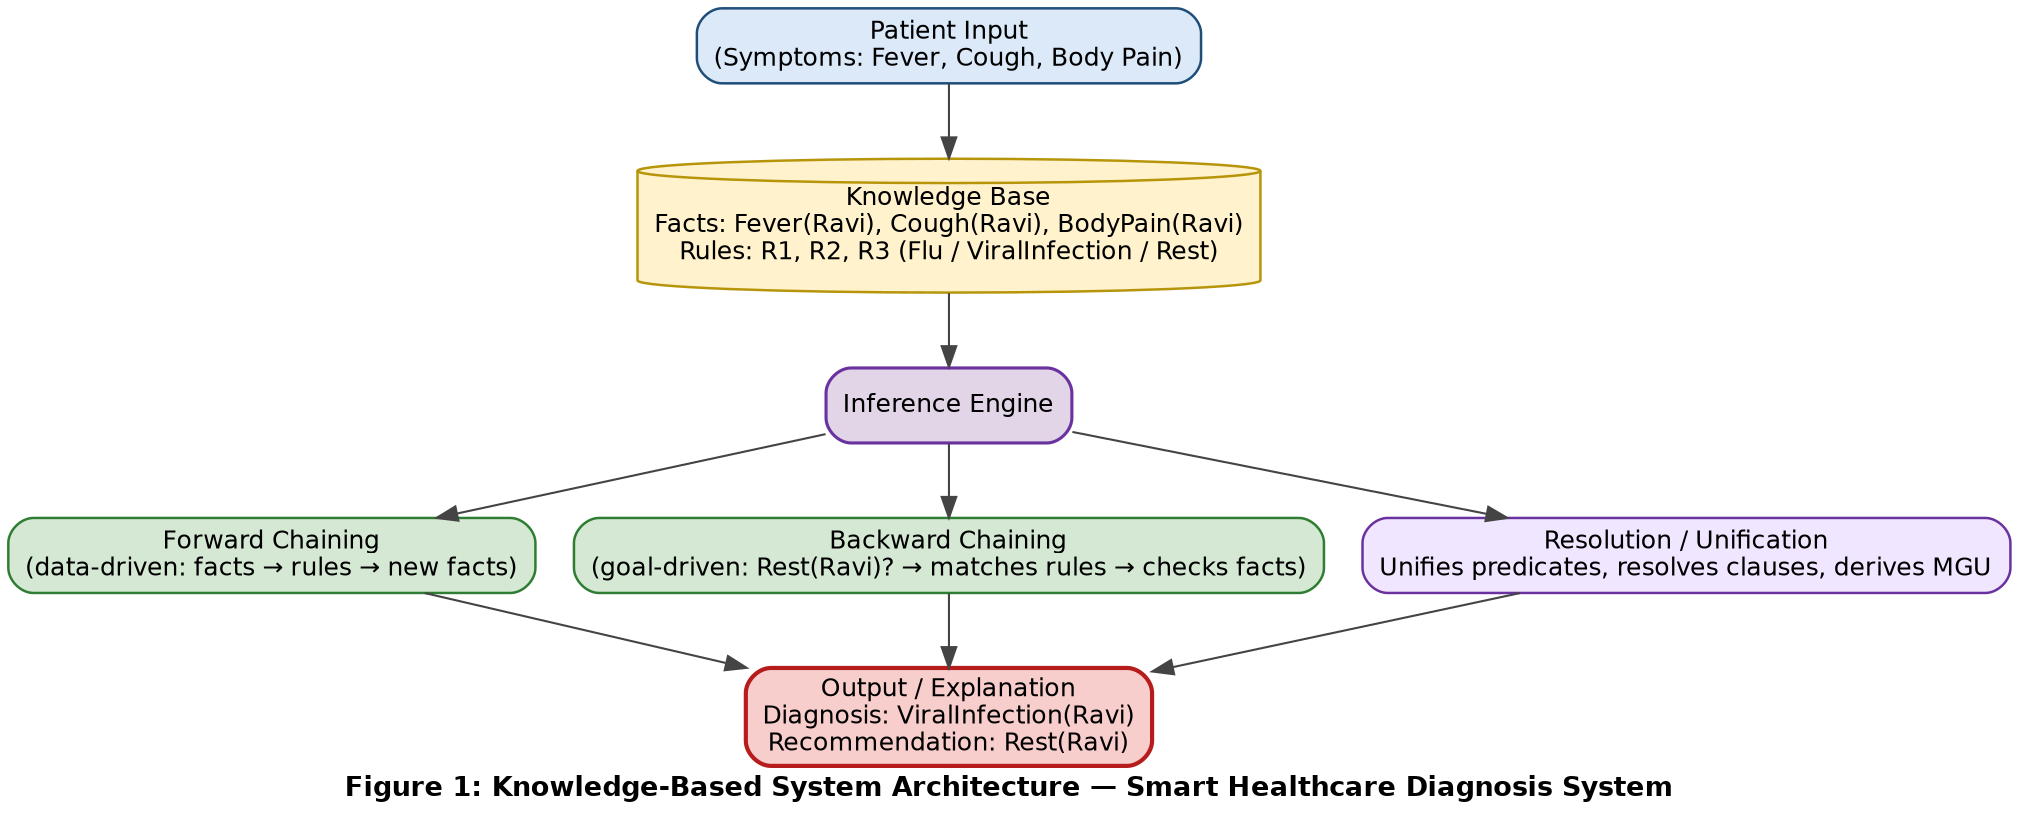 Patient Input
(Symptoms: Fever, Cough, Body Pain)
Knowledge Base
Facts: Fever(Ravi), Cough(Ravi), BodyPain(Ravi)
Rules: R1, R2, R3 (Flu / ViralInfection / Rest)
Inference Engine
Forward Chaining
(data-driven: facts → rules → new facts)
Backward Chaining
(goal-driven: Rest(Ravi)? → matches rules → checks facts)
Resolution / Unification
Unifies predicates, resolves clauses, derives MGU
Output / Explanation
Diagnosis: ViralInfection(Ravi)
Recommendation: Rest(Ravi)
Figure 1: Knowledge-Based System Architecture — Smart Healthcare Diagnosis System